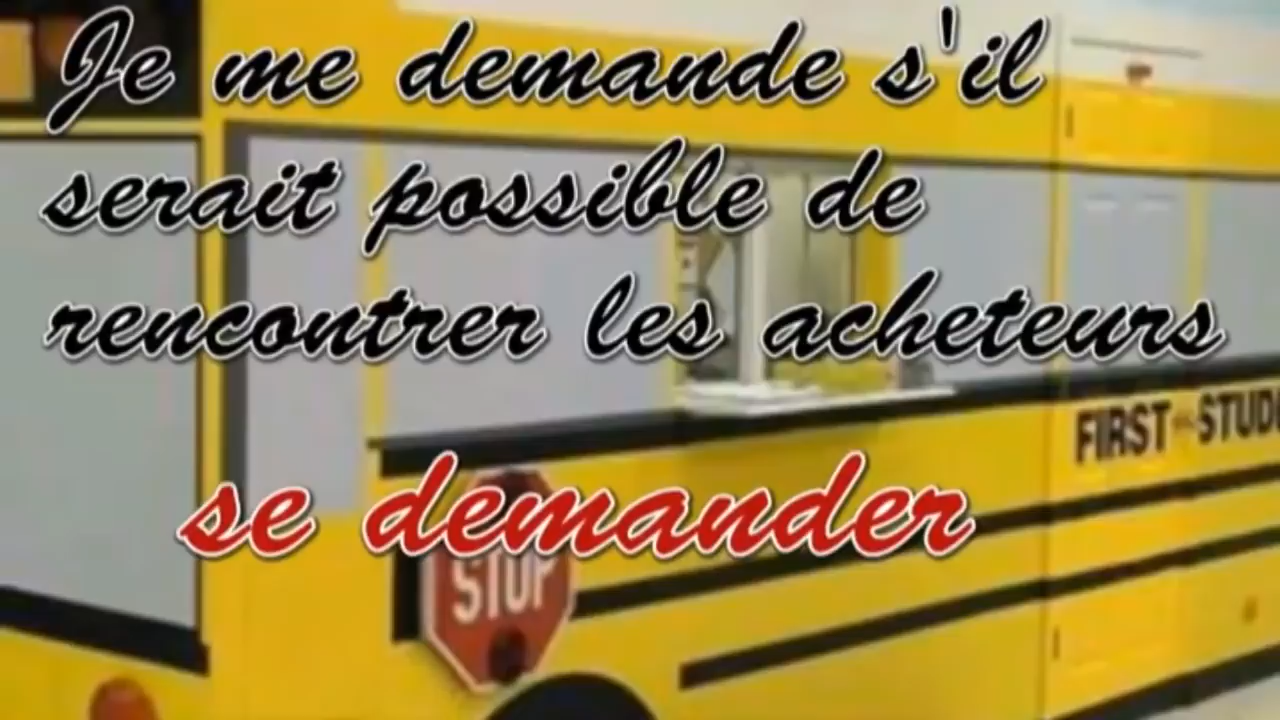 Je me demande s'il
serait possible de
rencontrer les acheteurs
FIRST STUD
se demander
STOP